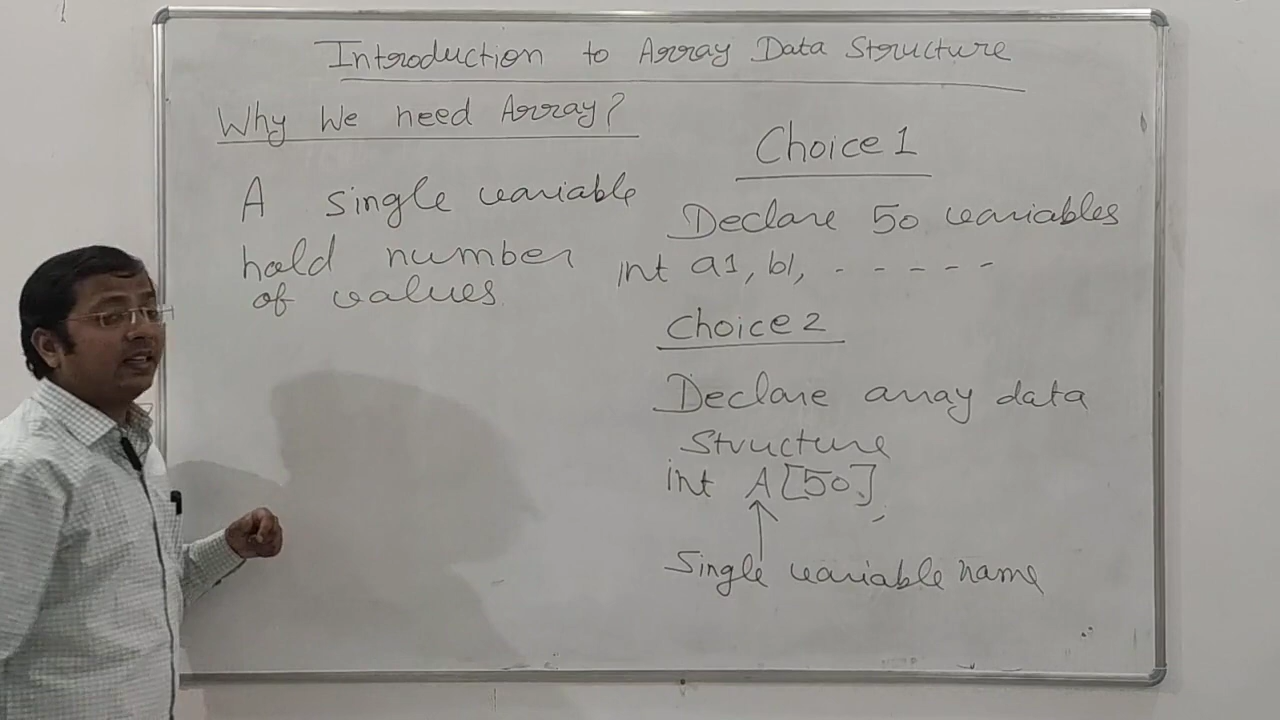 Introduction to Array Data Structure
Why We need Array?
A single variable
hold number
of values
Choice 1
Declare 50 variables
int a1, b1, - - - - -
Choice 2
Declare array data
Structure
int A[50];
Single variable name